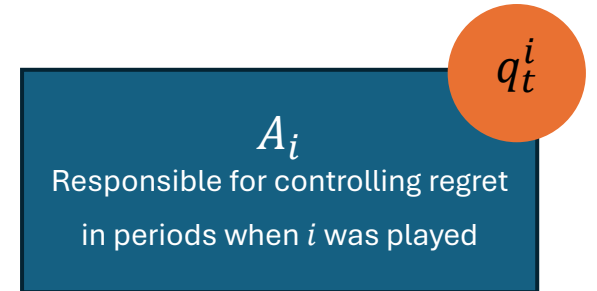 $q_t^i$
$A_i$
Responsible for controlling regret
in periods when $i$ was played